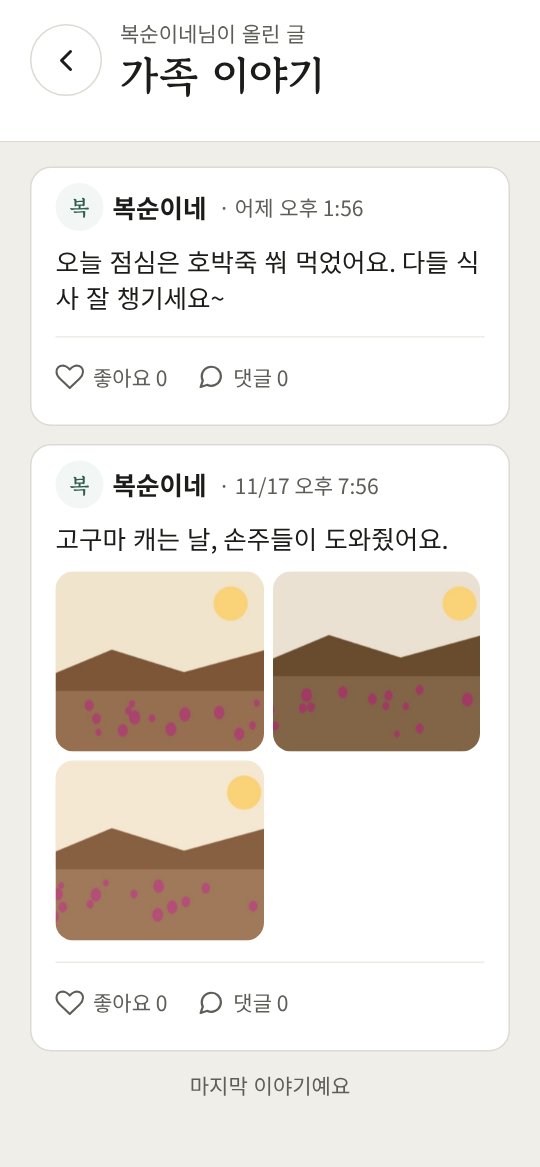 복순이네님이 올린 글
가족 이야기
복 복순이네 · 어제 오후 1:56
오늘 점심은 호박죽 쒀 먹었어요. 다들 식
사 잘 챙기세요~
좋아요 0 댓글 0
복 복순이네 · 11/17 오후 7:56
고구마 캐는 날, 손주들이 도와줬어요.
좋아요 0 댓글 0
마지막 이야기예요